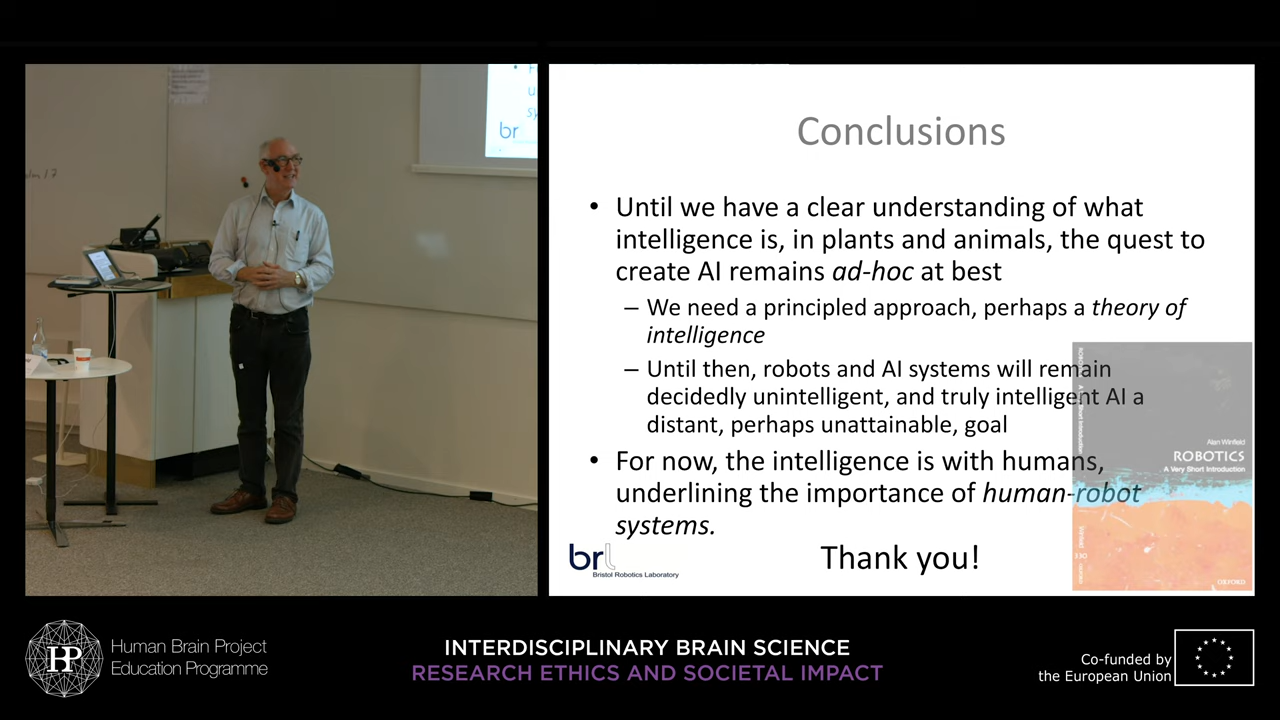 br
Conclusions
• Until we have a clear understanding of what
intelligence is, in plants and animals, the quest to
create AI remains ad-hoc at best
– We need a principled approach, perhaps a theory of
intelligence
– Until then, robots and AI systems will remain
decidedly unintelligent, and truly intelligent AI a
distant, perhaps unattainable, goal
• For now, the intelligence is with humans,
underlining the importance of human-robot
systems.
Thank you!
brl
Bristol Robotics Laboratory
Alan Winfield
ROBOTICS
A Very Short Introduction
OXFORD
HBP
Human Brain Project
Education Programme
INTERDISCIPLINARY BRAIN SCIENCE
RESEARCH ETHICS AND SOCIETAL IMPACT
Co-funded by
the European Union